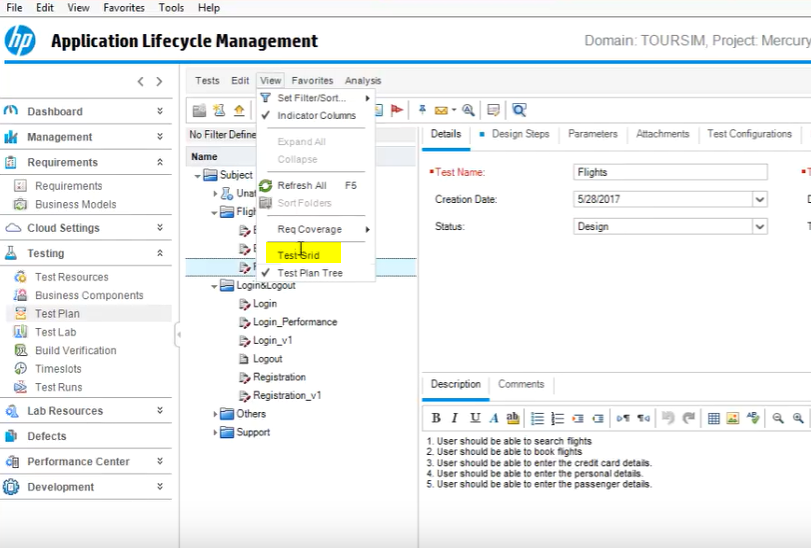 File Edit View Favorites Tools Help
hp Application Lifecycle Management Domain: TOURSIM, Project: Mercury
Tests Edit View Favorites Analysis
Dashboard
Management
Requirements
Requirements
Business Models
Cloud Settings
Testing
Test Resources
Business Components
Test Plan
Test Lab
Build Verification
Timeslots
Test Runs
Lab Resources
Defects
Performance Center
Development
Set Filter/Sort...
Indicator Columns
Expand All
Collapse
Refresh All F5
Sort Folders
Req Coverage
Test Grid
Test Plan Tree
No Filter Define
Name
Subject
Login&Logout
Login
Login_Performance
Login_v1
Logout
Registration
Registration_v1
Others
Support
Details Design Steps Parameters Attachments Test Configurations
*Test Name: Flights
Creation Date: 5/28/2017
Status: Design
Description Comments
B I U A ab
1. User should be able to search flights
2. User should be able to book flights
3. User should be able to enter the credit card details.
4. User should be able to enter the personal details.
5. User should be able to enter the passenger details.